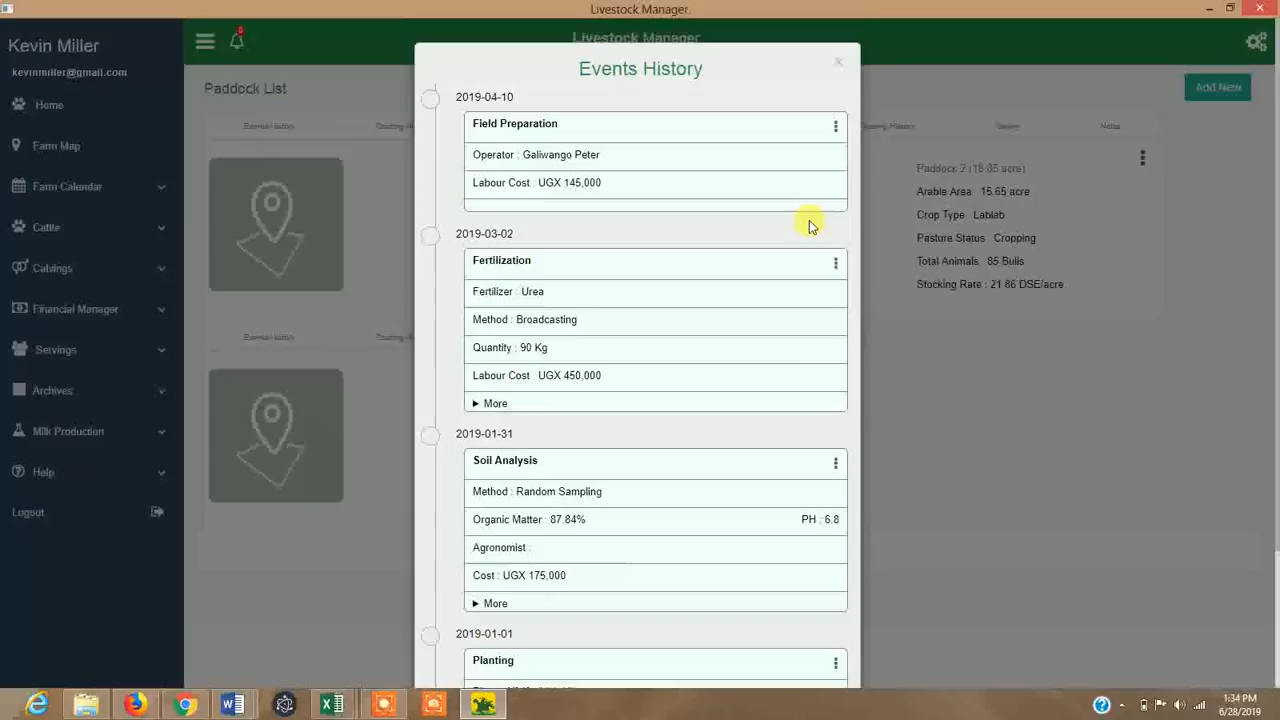 Livestock Manager
Kevin Miller
kevinmiller@gmail.com
Home
Farm Map
Farm Calendar
Cattle
Calvings
Financial Manager
Servings
Archives
Milk Production
Help
Logout
Livestock Manager
Paddock List
Add New
Events History
2019-04-10
Field Preparation
Operator : Galiwango Peter
Labour Cost : UGX 145,000
2019-03-02
Fertilization
Fertilizer : Urea
Method : Broadcasting
Quantity : 90 Kg
Labour Cost UGX 450,000
More
2019-01-31
Soil Analysis
Method : Random Sampling
Organic Matter : 87.84% PH : 6.8
Agronomist :
Cost : UGX 175,000
More
2019-01-01
Planting
History
Notes
Paddock 2 (18.85 acre)
Arable Area 15.65 acre
Crop Type Lablab
Pasture Status Cropping
Total Animals 85 Bulls
Stocking Rate : 21.86 DSE/acre
1:34 PM
6/28/2019